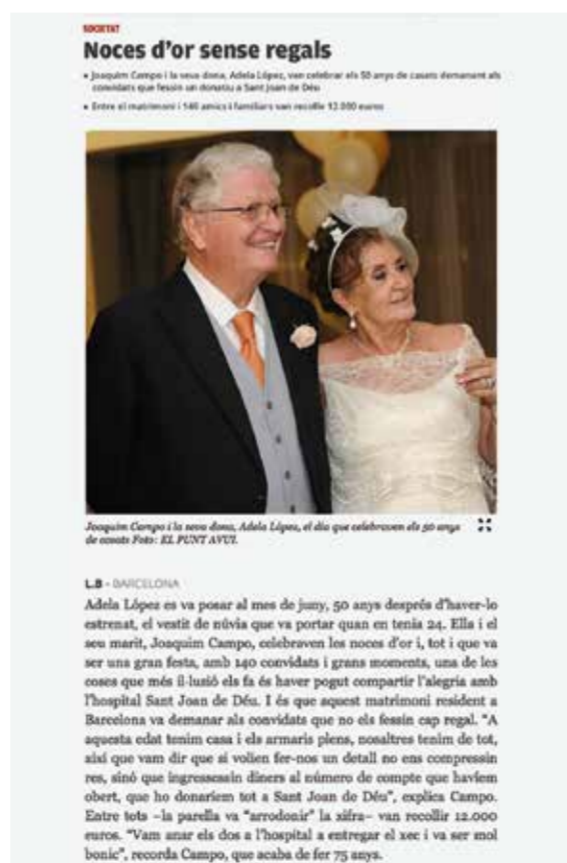 SOCIETAT
Noces d'or sense regals
Joaquim Campo i la seva dona, Adela López, van celebrar els 50 anys de casats demanant als
convidats que fessin un donatiu a Sant Joan de Déu
Entre el matrimoni i 140 amics i familiars van recollir 12.000 euros
Joaquim Campo i la seva dona, Adela López, el dia que celebraven els 50 anys
de casats Foto: EL PUNT AVUI.
L.B - BARCELONA
Adela López es va posar al mes de juny, 50 anys després d'haver-lo
estrenat, el vestit de núvia que va portar quan en tenia 24. Ella i el
seu marit, Joaquim Campo, celebraven les noces d'or i, tot i que va
ser una gran festa, amb 140 convidats i grans moments, una de les
coses que més il·lusió els fa és haver pogut compartir l'alegria amb
l'hospital Sant Joan de Déu. I és que aquest matrimoni resident a
Barcelona va demanar als convidats que no els fessin cap regal. "A
aquesta edat tenim casa i els armaris plens, nosaltres tenim de tot,
així que vam dir que si volien fer-nos un detall no ens compressin
res, sinó que ingressessin diners al número de compte que havíem
obert, que ho donaríem tot a Sant Joan de Déu", explica Campo.
Entre tots –la parella va "arrodonir" la xifra– van recollir 12.000
euros. "Vam anar els dos a l'hospital a entregar el xec i va ser mol
bonic", recorda Campo, que acaba de fer 75 anys.